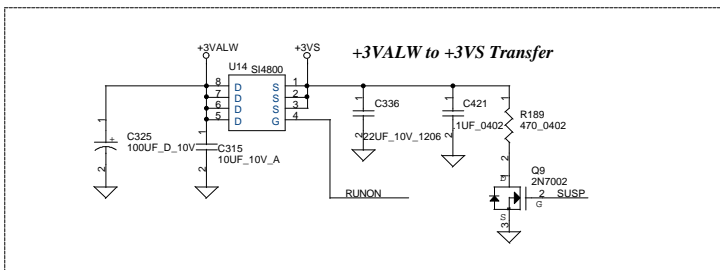 +3VALW to +3VS Transfer
+3VALW
+3VS
U14 SI4800
8 D S 1
7 D S 2
6 D S 3
5 D G 4
1
+
2
C325
100UF_D_10V
1
2
C315
10UF_10V_A
1
2
C336
22UF_10V_1206
1
2
C421
.1UF_0402
1
2
R189
470_0402
RUNON
D
1
Q9
2N7002
2
G
SUSP
S
3